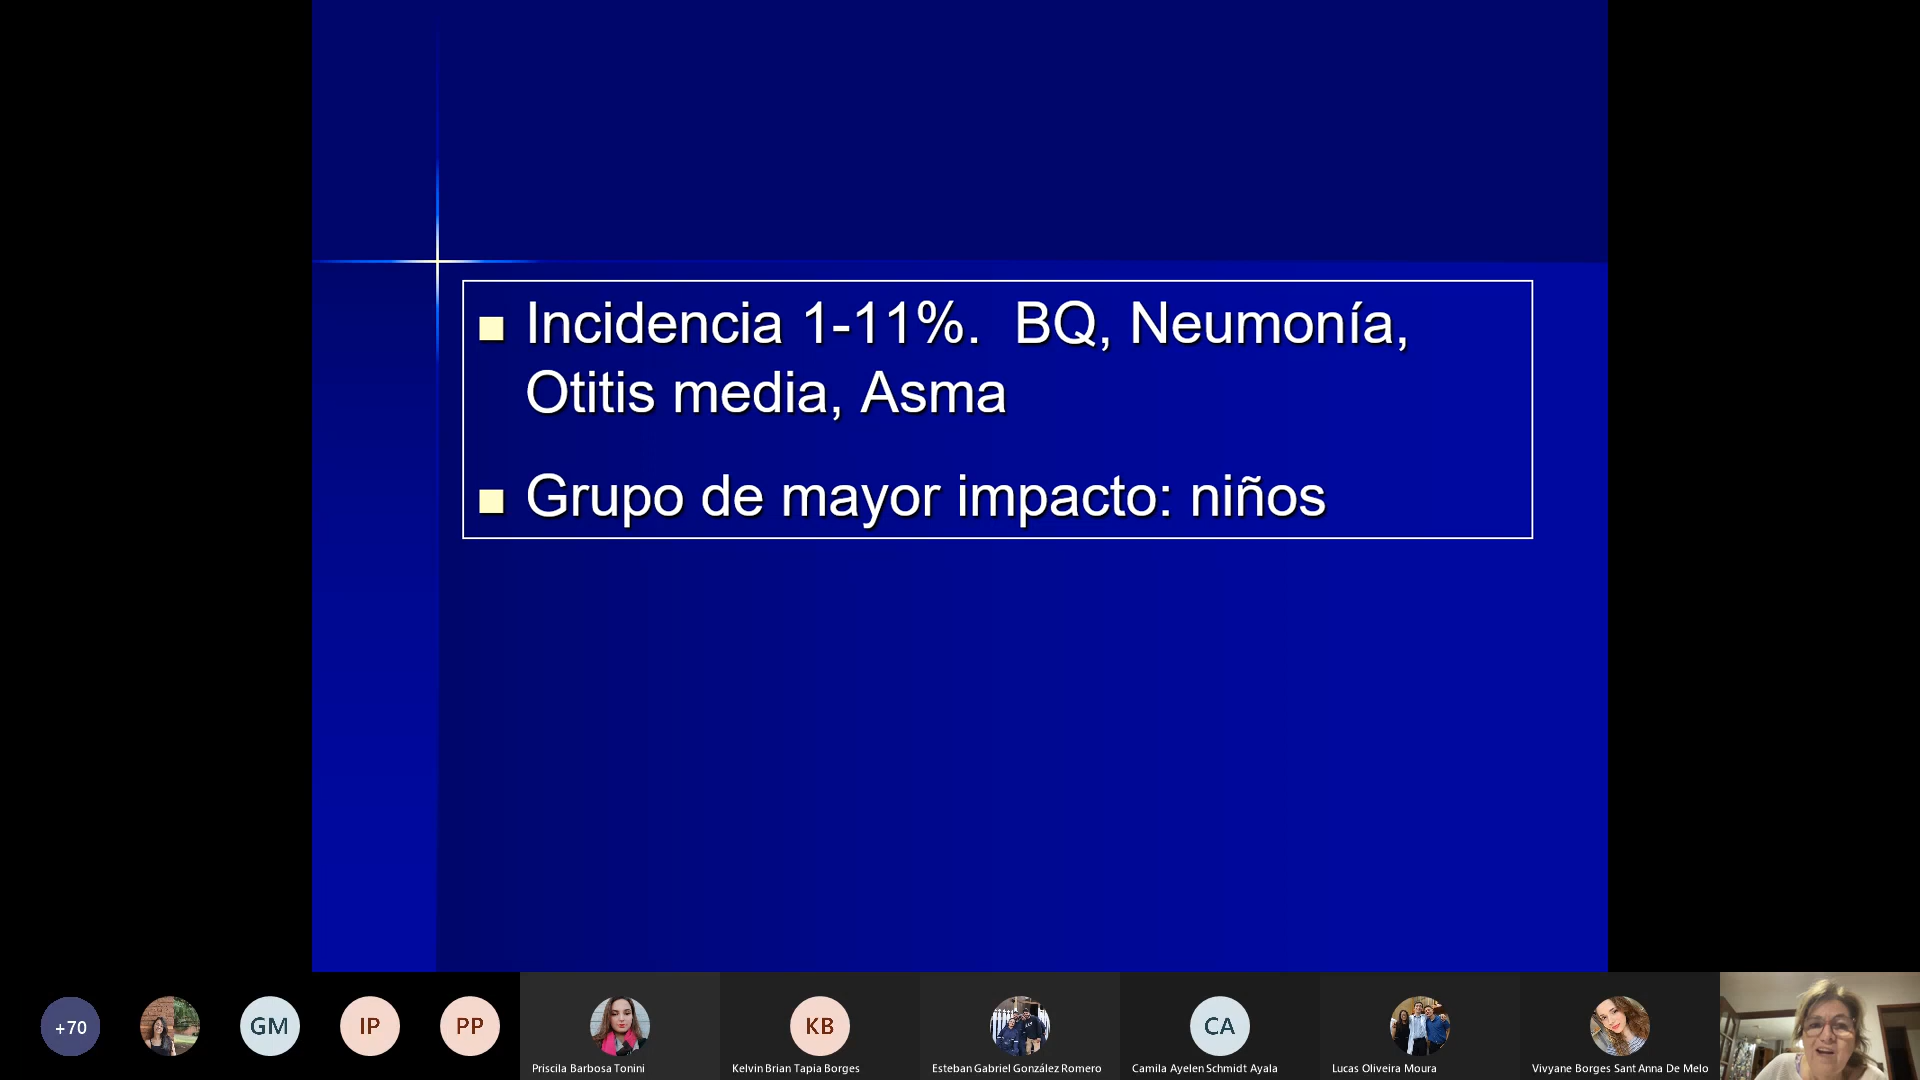 Incidencia 1-11%.  BQ, Neumonía,
Otitis media, Asma
Grupo de mayor impacto: niños
+70
GM
IP
PP
KB
CA
Priscila Barbosa Tonini
Kelvin Brian Tapia Borges
Esteban Gabriel González Romero
Camila Ayelen Schmidt Ayala
Lucas Oliveira Moura
Vivyane Borges Sant Anna De Melo